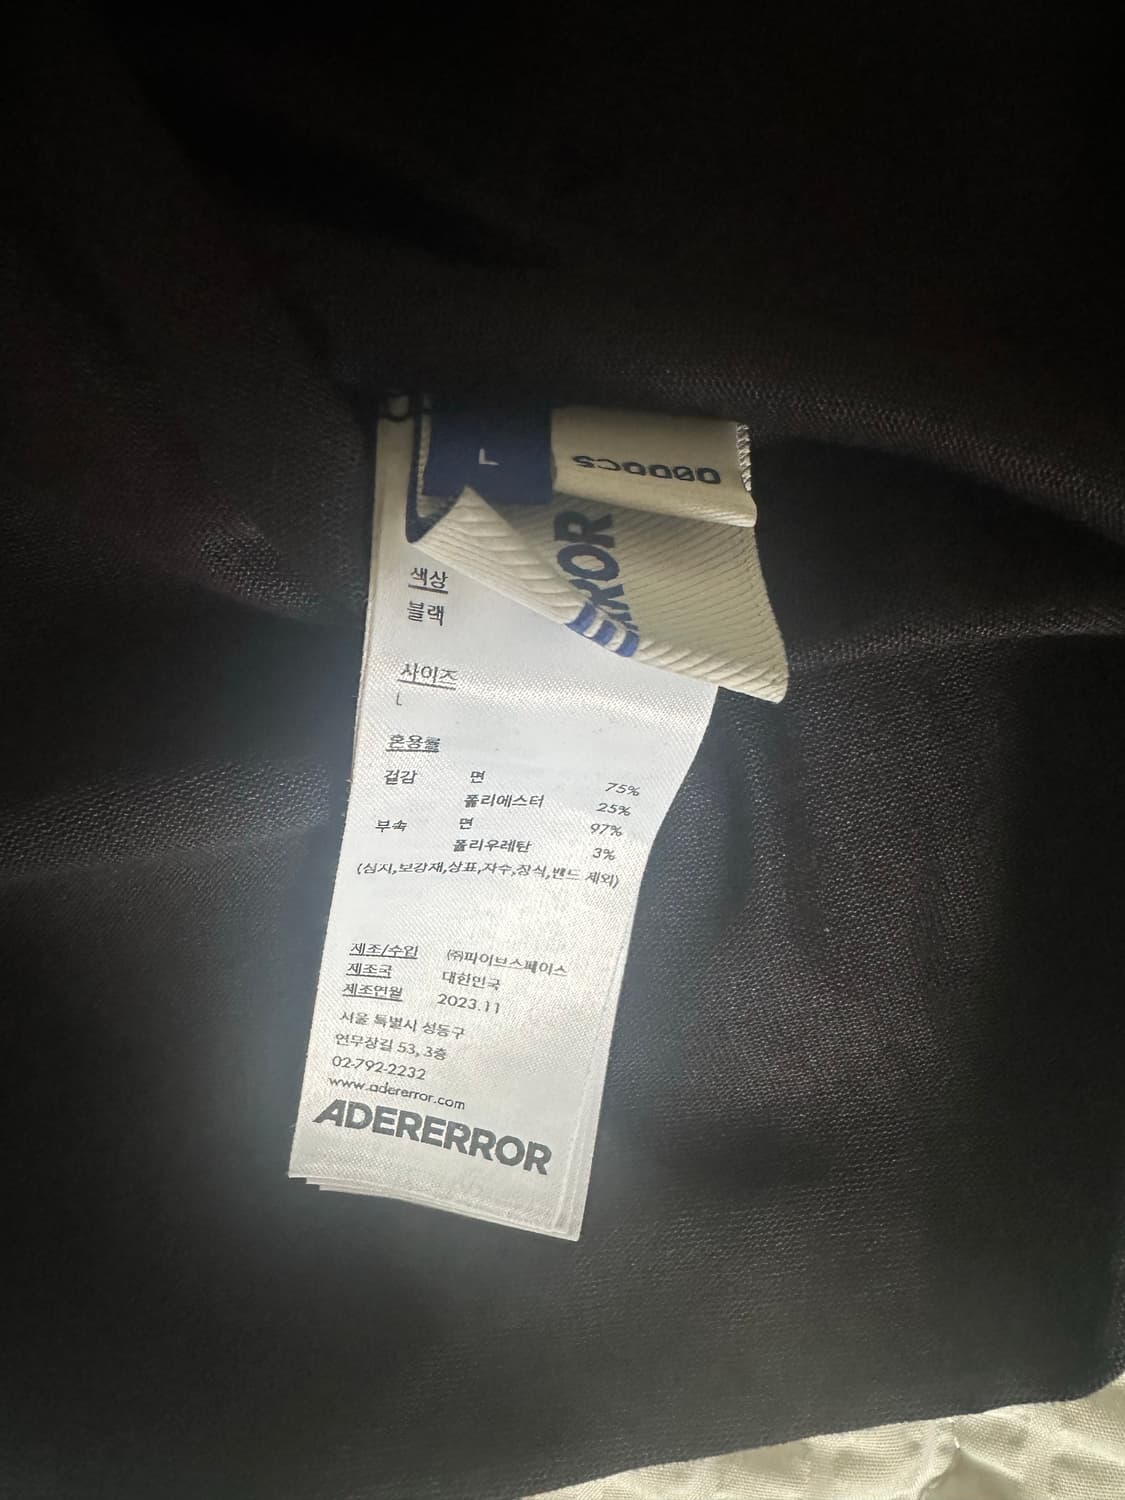 L
ERROR
색상
블랙
사이즈
L
혼용률
겉감 면 75%
폴리에스터 25%
부속 면 97%
폴리우레탄 3%
(심지,보강재,상표,자수,장식,밴드 제외)
제조/수입 ㈜파이브스페이스
제조국 대한민국
제조연월 2023.11
서울 특별시 성동구
연무장길 53, 3층
02-792-2232
www.adererror.com
ADERERROR